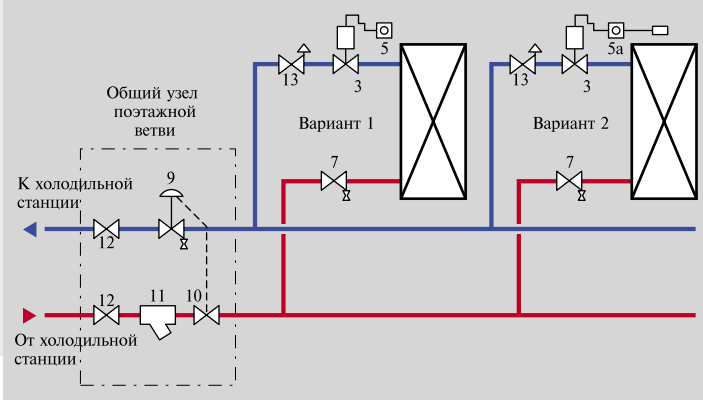 5
5а
13
3
13
3
Общий узел
поэтажной
ветви
Вариант 1
Вариант 2
7
7
9
К холодильной
станции
12
12
11
10
От холодильной
станции